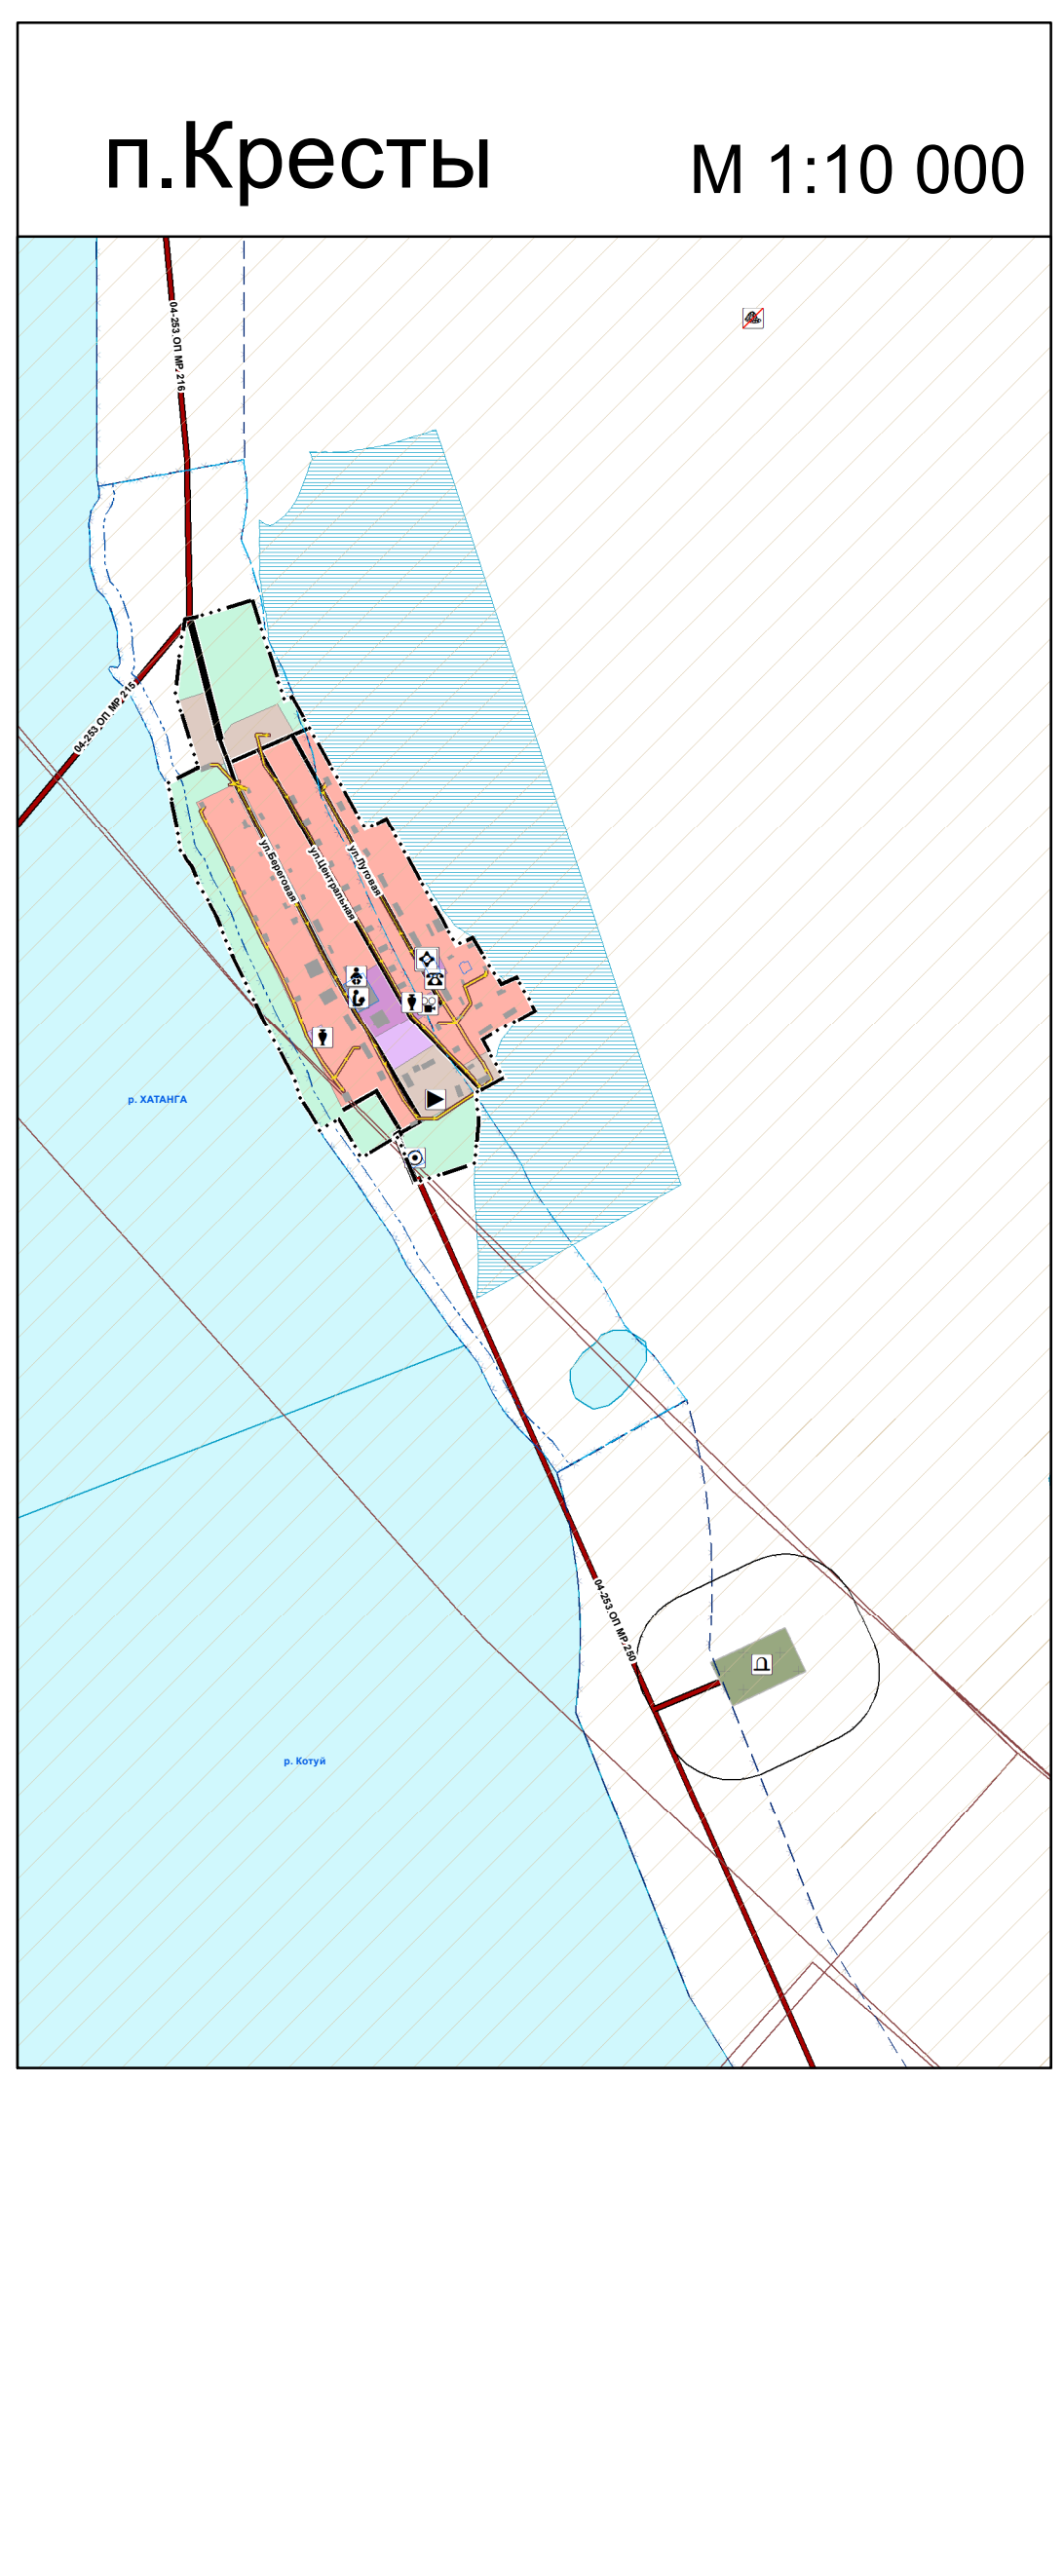 п.Кресты
М 1:10 000
04-253 ОП МР, 216
04-253 ОП МР, 215
ул.Береговая
ул.Центральная
ул.Луговая
р. ХАТАНГА
04-253 ОП МР, 250
р. Котуй